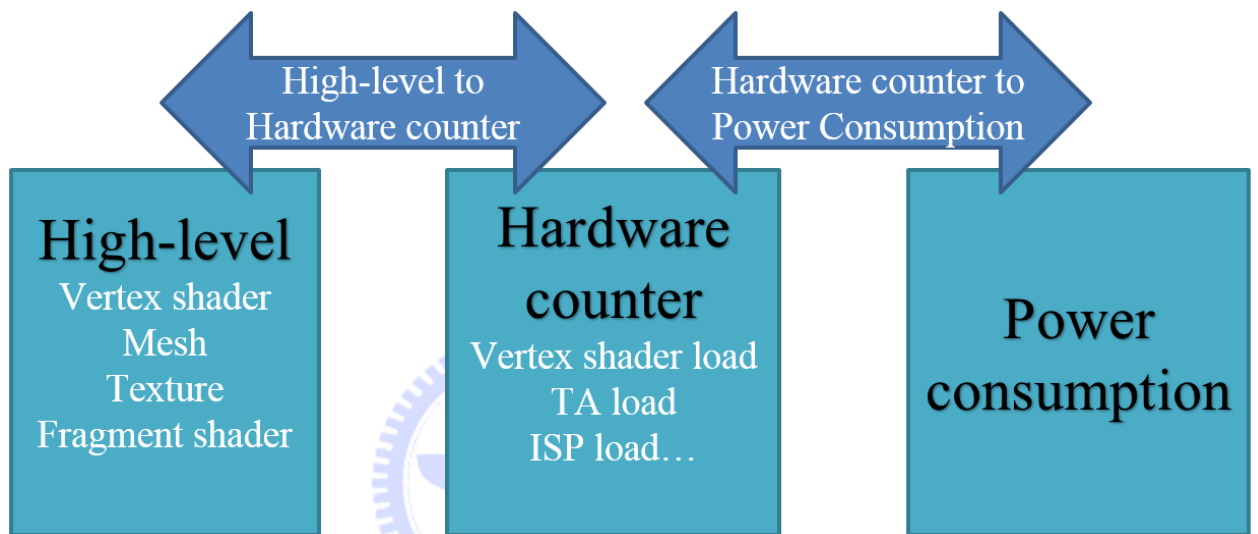 High-level to
Hardware counter
Hardware counter to
Power Consumption
High-level
Vertex shader
Mesh
Texture
Fragment shader
Hardware
counter
Vertex shader load
TA load
ISP load…
Power
consumption